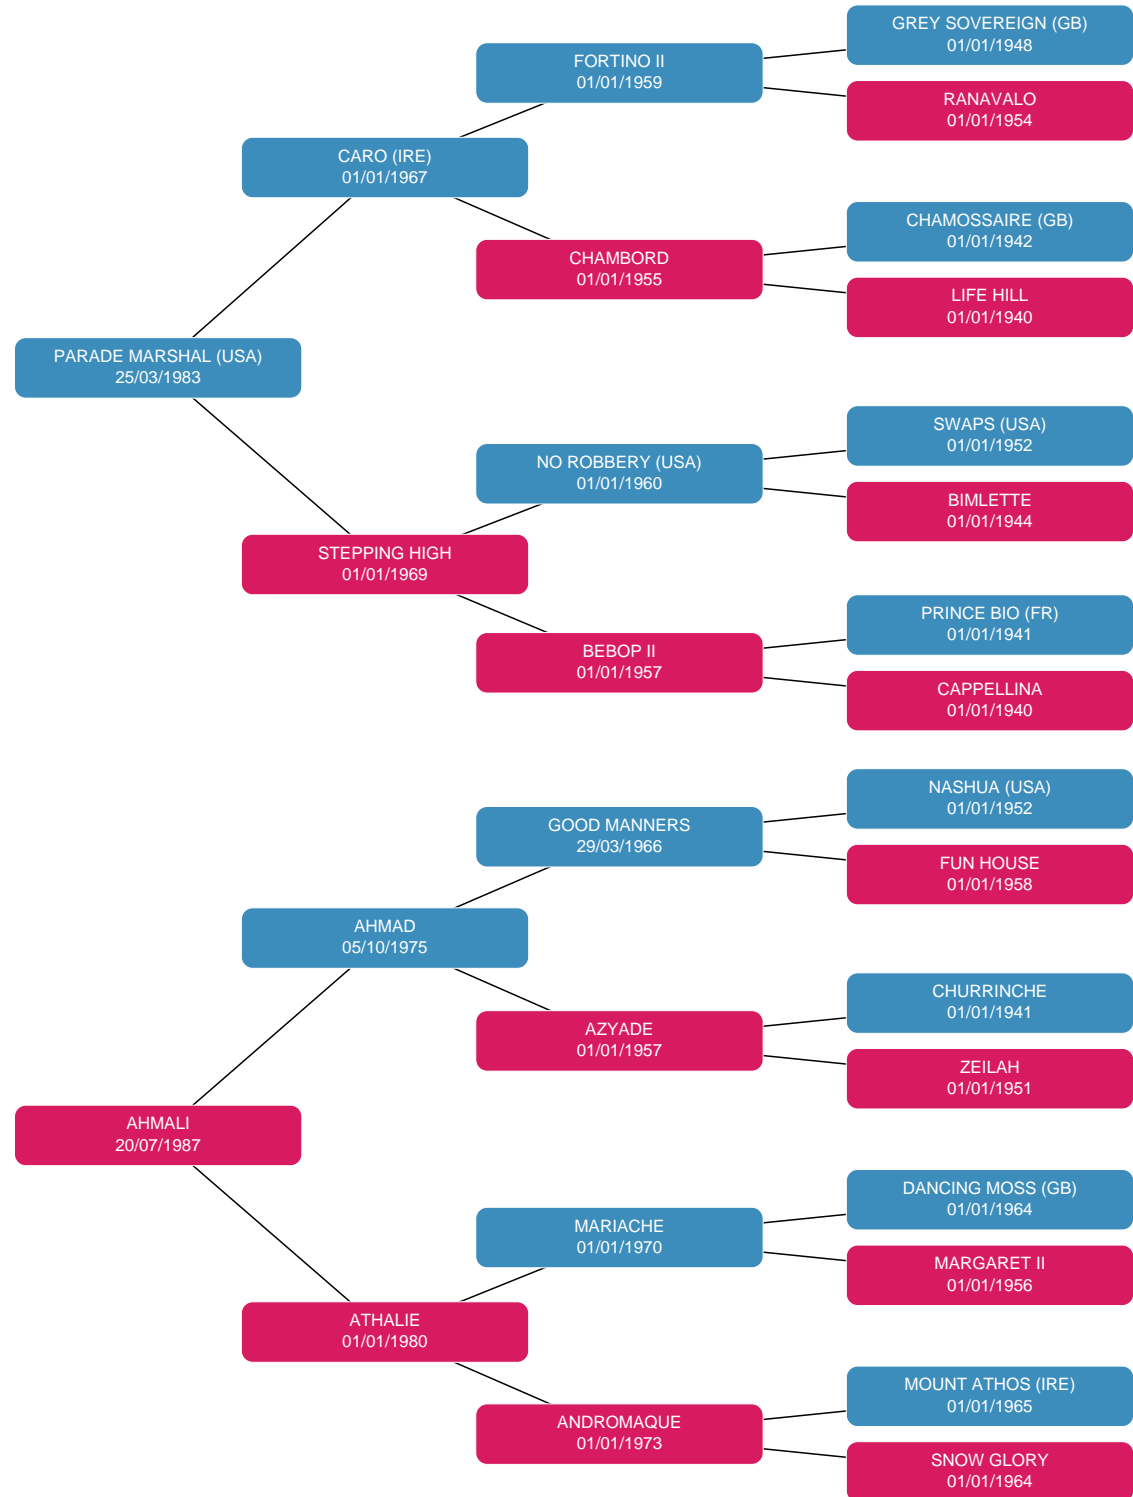 GREY SOVEREIGN (GB)
01/01/1948
FORTINO II
01/01/1959
RANAVALO
01/01/1954
CARO (IRE)
01/01/1967
CHAMOSSAIRE (GB)
01/01/1942
CHAMBORD
01/01/1955
LIFE HILL
01/01/1940
PARADE MARSHAL (USA)
25/03/1983
SWAPS (USA)
01/01/1952
NO ROBBERY (USA)
01/01/1960
BIMLETTE
01/01/1944
STEPPING HIGH
01/01/1969
PRINCE BIO (FR)
01/01/1941
BEBOP II
01/01/1957
CAPPELLINA
01/01/1940
NASHUA (USA)
01/01/1952
GOOD MANNERS
29/03/1966
FUN HOUSE
01/01/1958
AHMAD
05/10/1975
CHURRINCHE
01/01/1941
AZYADE
01/01/1957
ZEILAH
01/01/1951
AHMALI
20/07/1987
DANCING MOSS (GB)
01/01/1964
MARIACHE
01/01/1970
MARGARET II
01/01/1956
ATHALIE
01/01/1980
MOUNT ATHOS (IRE)
01/01/1965
ANDROMAQUE
01/01/1973
SNOW GLORY
01/01/1964